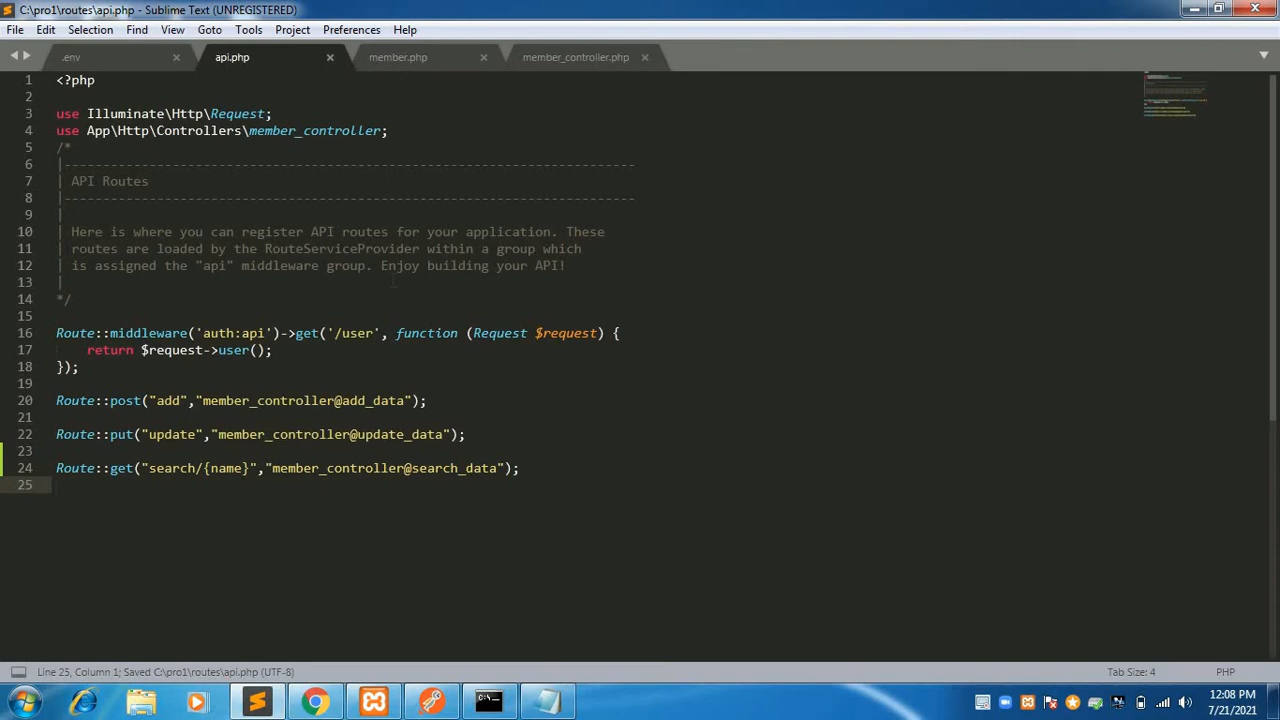 C:\pro1\routes\api.php - Sublime Text (UNREGISTERED)
File Edit Selection Find View Goto Tools Project Preferences Help
.env api.php member.php member_controller.php
1 <?php
2
3 use Illuminate\Http\Request;
4 use App\Http\Controllers\member_controller;
5 /*
6 |--------------------------------------------------------------------------
7 | API Routes
8 |--------------------------------------------------------------------------
9 |
10 | Here is where you can register API routes for your application. These
11 | routes are loaded by the RouteServiceProvider within a group which
12 | is assigned the "api" middleware group. Enjoy building your API!
13 |
14 */
15
16 Route::middleware('auth:api')->get('/user', function (Request $request) {
17     return $request->user();
18 });
19
20 Route::post("add","member_controller@add_data");
21
22 Route::put("update","member_controller@update_data");
23
24 Route::get("search/{name}","member_controller@search_data");
25
Line 25, Column 1; Saved C:\pro1\routes\api.php (UTF-8) Tab Size: 4 PHP
12:08 PM
7/21/2021